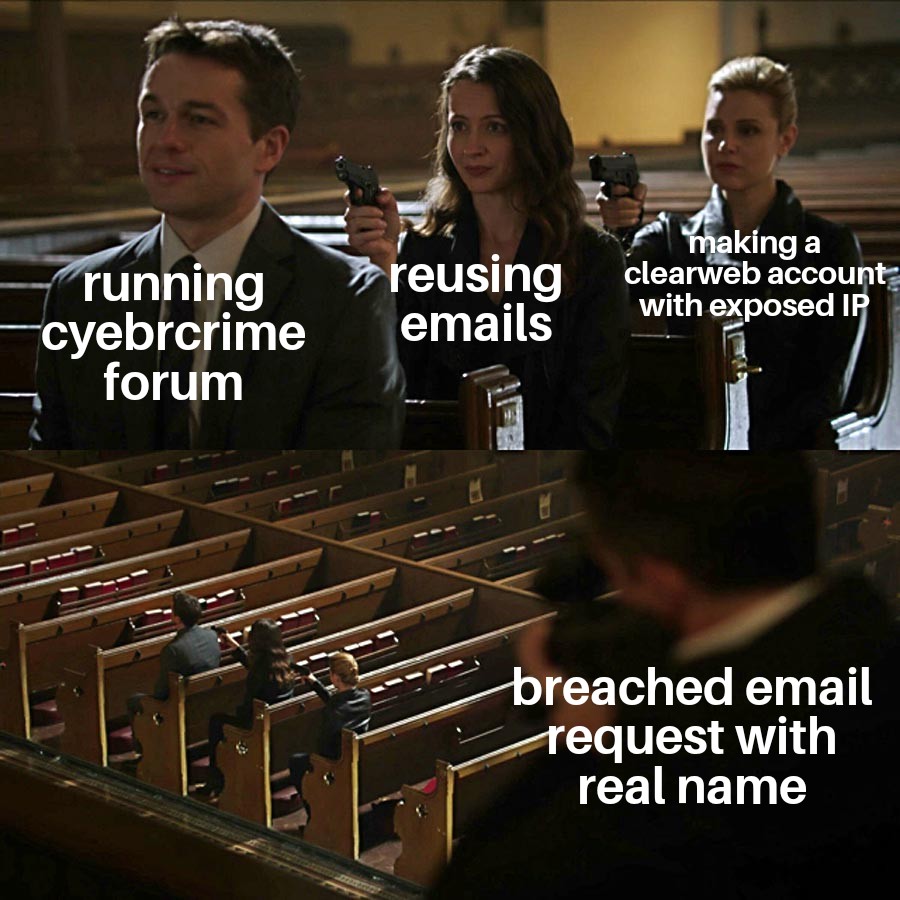 running
cyebrcrime
forum
reusing
emails
making a
clearweb account
with exposed IP
breached email
request with
real name